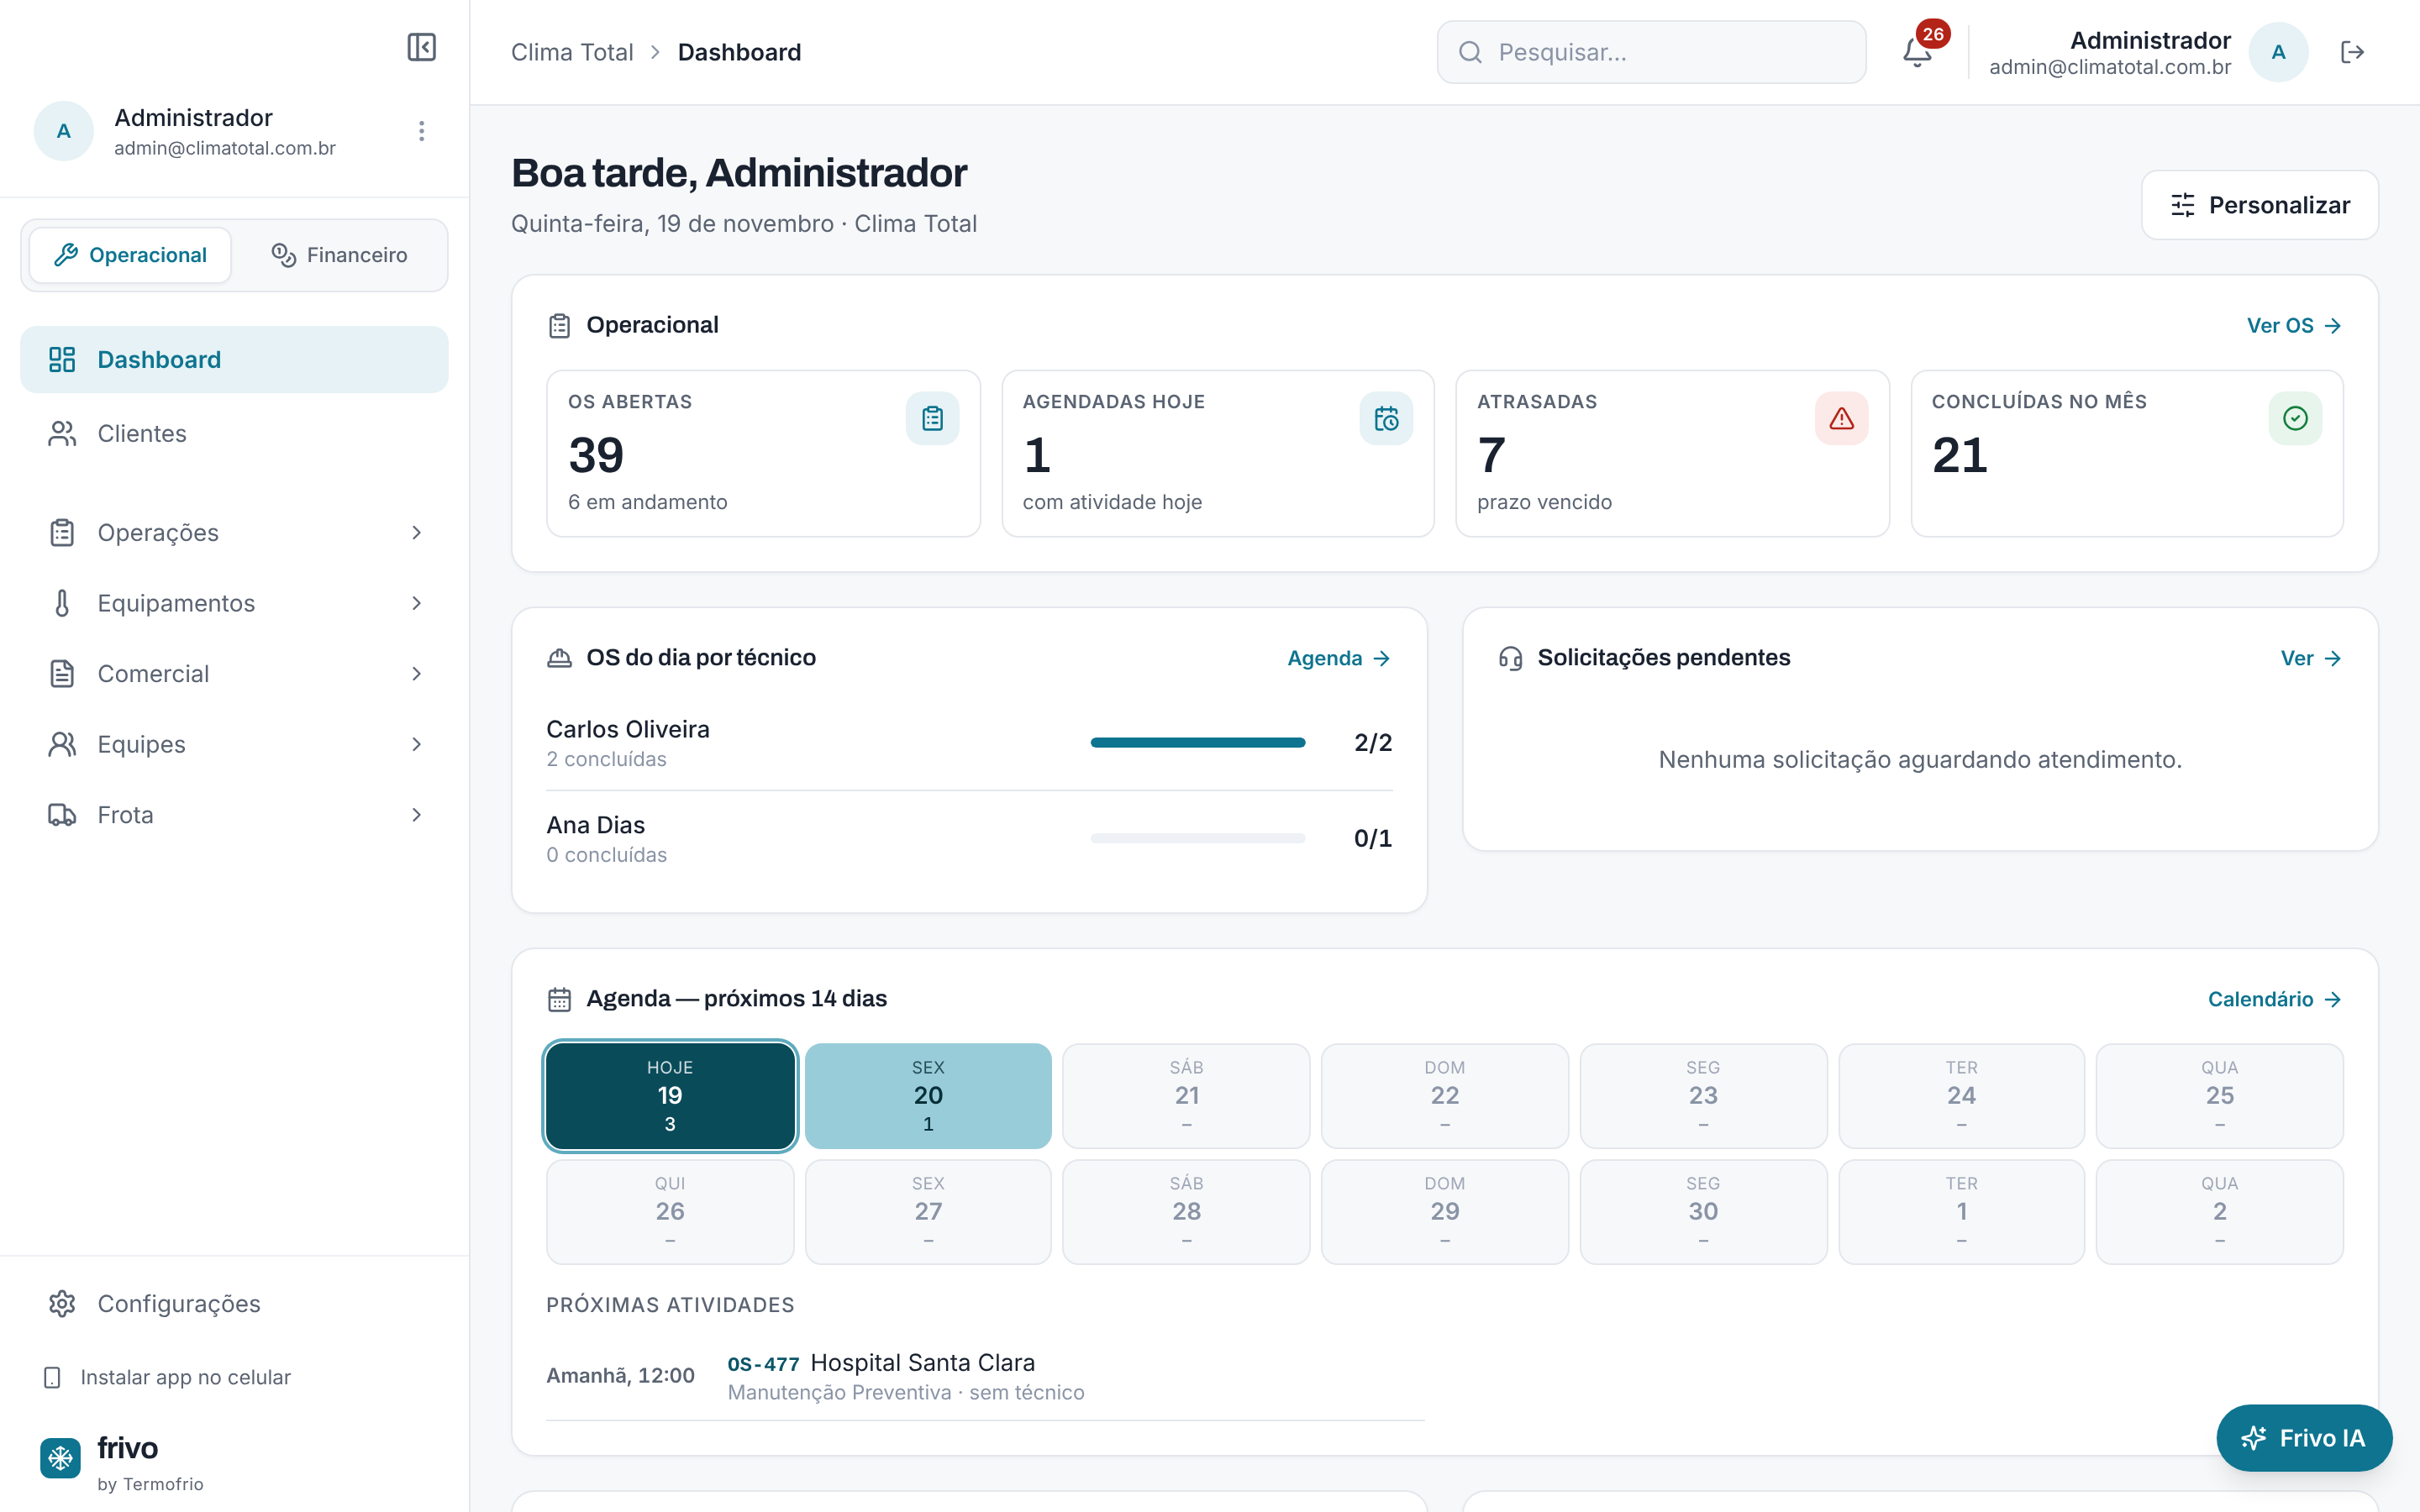 Administrador
admin@climatotal.com.br
Operacional
Financeiro
Dashboard
Clientes
Operações
Equipamentos
Comercial
Equipes
Frota
Configurações
Instalar app no celular
frivo
by Termofrio
Clima Total > Dashboard
Pesquisar...
26
Administrador
admin@climatotal.com.br
A
A
Boa tarde, Administrador
Quinta-feira, 19 de novembro · Clima Total
Personalizar
Operacional
Ver OS →
OS ABERTAS
39
6 em andamento
AGENDADAS HOJE
1
com atividade hoje
ATRASADAS
7
prazo vencido
CONCLUÍDAS NO MÊS
21
OS do dia por técnico
Agenda →
Carlos Oliveira
2 concluídas
2/2
Ana Dias
0 concluídas
0/1
Solicitações pendentes
Ver →
Nenhuma solicitação aguardando atendimento.
Agenda — próximos 14 dias
Calendário →
HOJE
19
3
SEX
20
1
SÁB
21
–
DOM
22
–
SEG
23
–
TER
24
–
QUA
25
–
QUI
26
–
SEX
27
–
SÁB
28
–
DOM
29
–
SEG
30
–
TER
1
–
QUA
2
–
PRÓXIMAS ATIVIDADES
Amanhã, 12:00
OS-477 Hospital Santa Clara
Manutenção Preventiva · sem técnico
Frivo IA